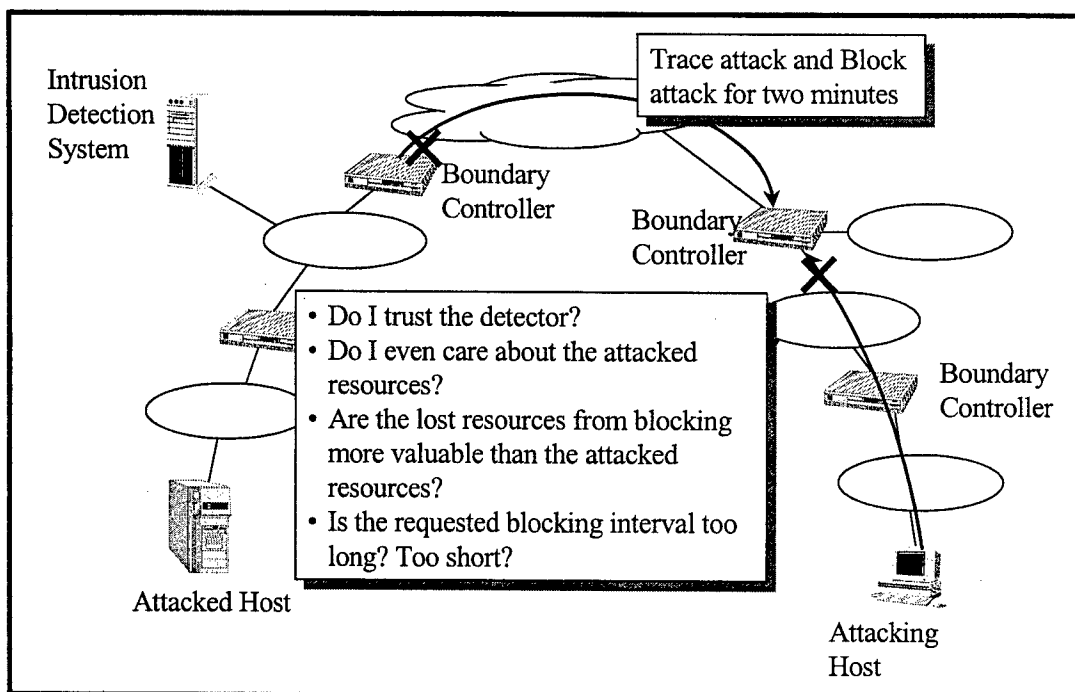 Intrusion
Detection
System
Trace attack and Block
attack for two minutes
Boundary
Controller
Boundary
Controller
• Do I trust the detector?
• Do I even care about the attacked
resources?
• Are the lost resources from blocking
more valuable than the attacked
resources?
• Is the requested blocking interval too
long? Too short?
Boundary
Controller
Attacked Host
Attacking
Host